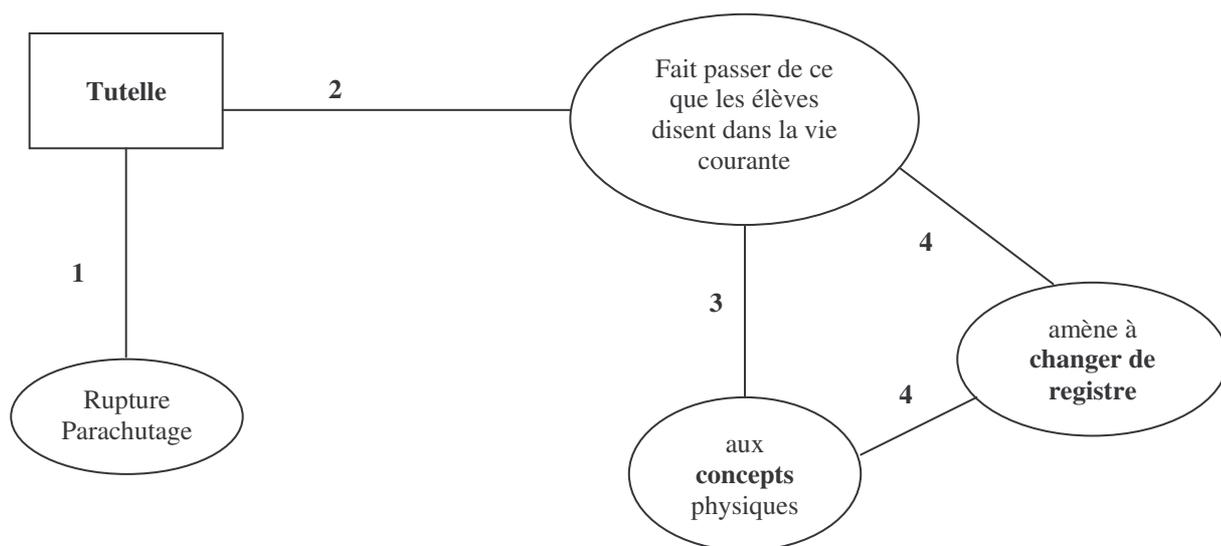 Tutelle
2
Fait passer de ce
que les élèves
disent dans la vie
courante
1
3
4
amène à
changer de
registre
4
Rupture
Parachutage
aux
concepts
physiques